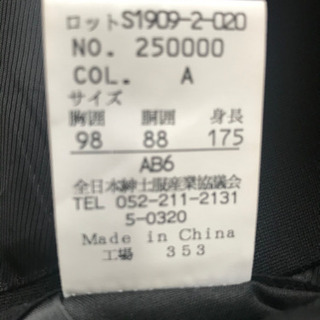 ロットS1909-2-020
NO. 250000
COL. A
サイズ
胸囲 胴囲 身長
98 88 175
AB6
全日本紳士服産業協議会
TEL 052-211-2131
5-0320
Made in China
工場 353